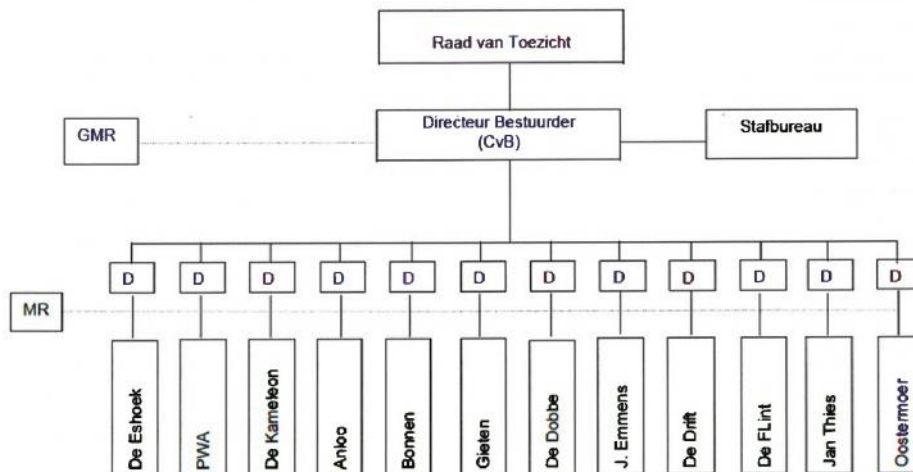 Raad van Toezicht
GMR
Directeur Bestuurder
(CvB)
Stafbureau
D
D
D
D
D
D
D
D
D
D
D
D
MR
De Eshoek
PWA
De Kameleon
Anloo
Bonnen
Gieten
De Dobbe
J. Emmens
De Drift
De FLint
Jan Thies
Oostermoer